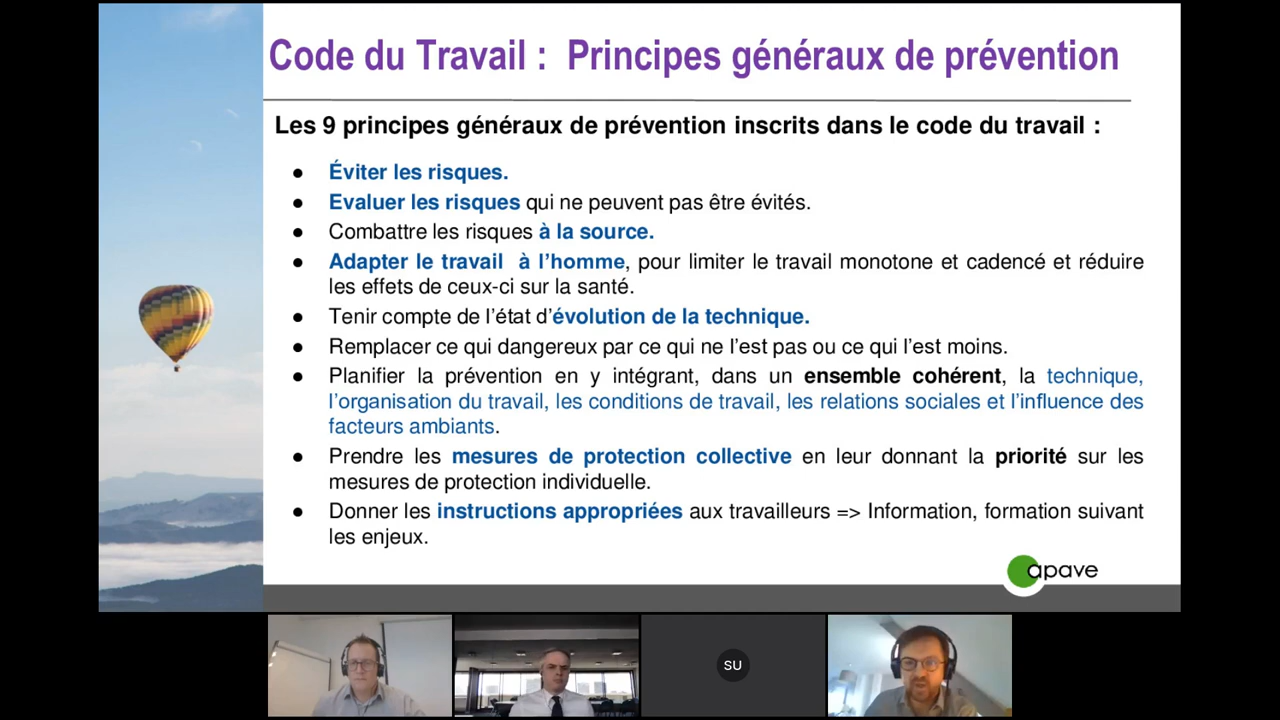 Code du Travail :  Principes généraux de prévention
Les 9 principes généraux de prévention inscrits dans le code du travail :
● Éviter les risques.
● Evaluer les risques qui ne peuvent pas être évités.
● Combattre les risques à la source.
● Adapter le travail  à l’homme, pour limiter le travail monotone et cadencé et réduire
les effets de ceux-ci sur la santé.
● Tenir compte de l’état d’évolution de la technique.
● Remplacer ce qui dangereux par ce qui ne l’est pas ou ce qui l’est moins.
● Planifier la prévention en y intégrant, dans un ensemble cohérent, la technique,
l’organisation du travail, les conditions de travail, les relations sociales et l’influence des
facteurs ambiants.
● Prendre les mesures de protection collective en leur donnant la priorité sur les
mesures de protection individuelle.
● Donner les instructions appropriées aux travailleurs => Information, formation suivant
les enjeux.
apave
SU